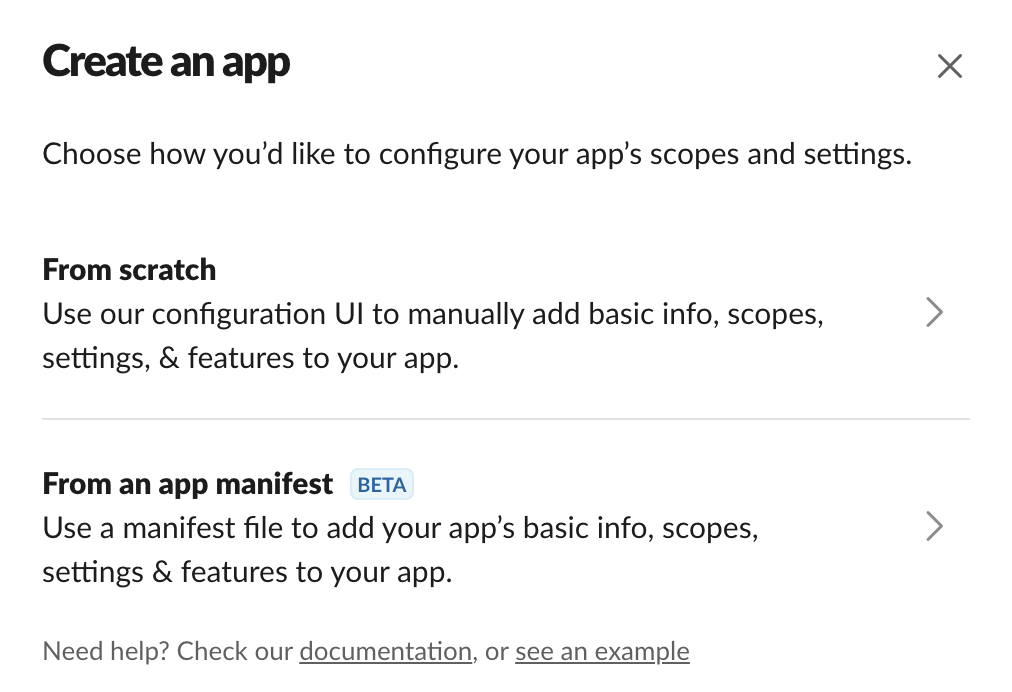 Create an app
Choose how you’d like to configure your app’s scopes and settings.
From scratch
Use our configuration UI to manually add basic info, scopes,
settings, & features to your app.
From an app manifest BETA
Use a manifest file to add your app’s basic info, scopes,
settings & features to your app.
Need help? Check our documentation, or see an example